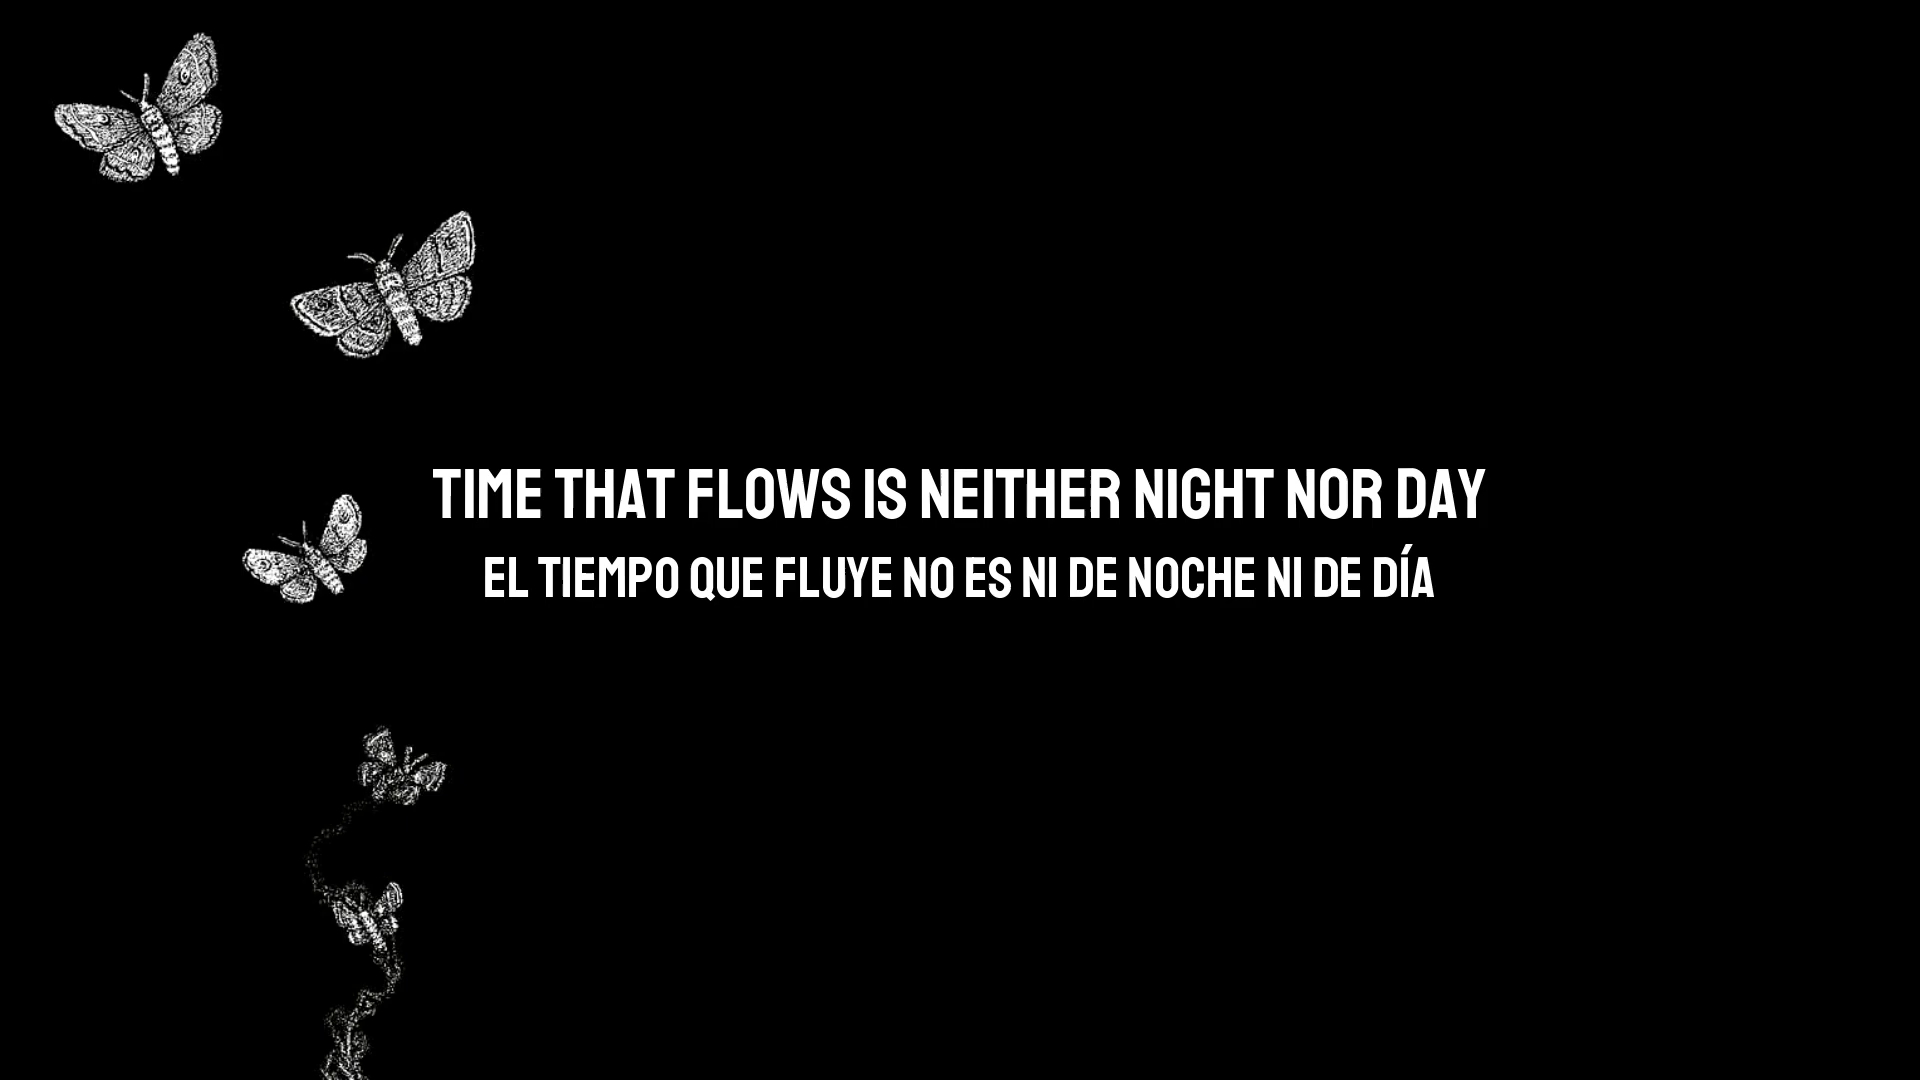 TIME THAT FLOWS IS NEITHER NIGHT NOR DAY
EL TIEMPO QUE FLUYE NO ES NI DE NOCHE NI DE DÍA